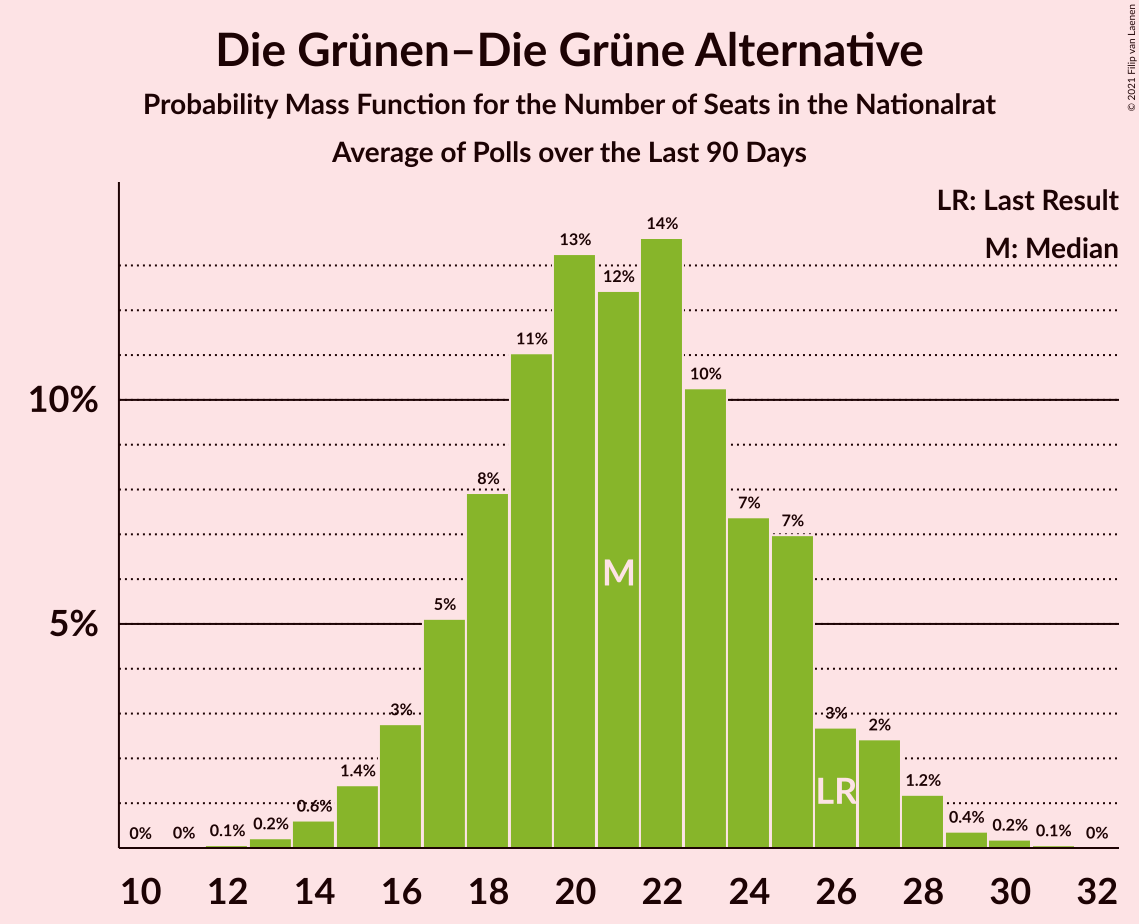 Die Grünen–Die Grüne Alternative
Probability Mass Function for the Number of Seats in the Nationalrat
Average of Polls over the Last 90 Days
© 2021 Filip van Laenen
LR: Last Result
M: Median
14%
13%
12%
11%
10%
10%
8%
7%
7%
M
5%
5%
3%
3%
2%
1.4%
1.2%
LR
0.6%
0.4%
0% 0% 0.1% 0.2% 0.2% 0.1% 0%
10 12 14 16 18 20 22 24 26 28 30 32